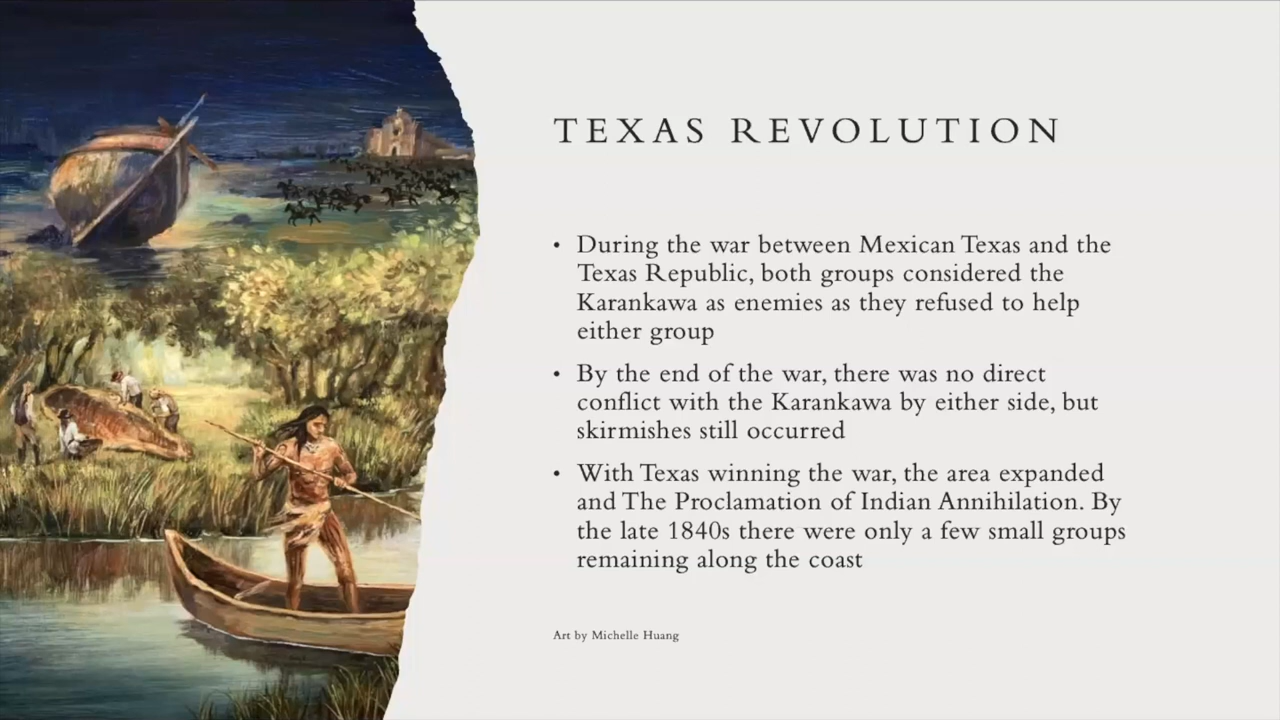 TEXAS REVOLUTION
• During the war between Mexican Texas and the
Texas Republic, both groups considered the
Karankawa as enemies as they refused to help
either group
• By the end of the war, there was no direct
conflict with the Karankawa by either side, but
skirmishes still occurred
• With Texas winning the war, the area expanded
and The Proclamation of Indian Annihilation. By
the late 1840s there were only a few small groups
remaining along the coast
Art by Michelle Huang